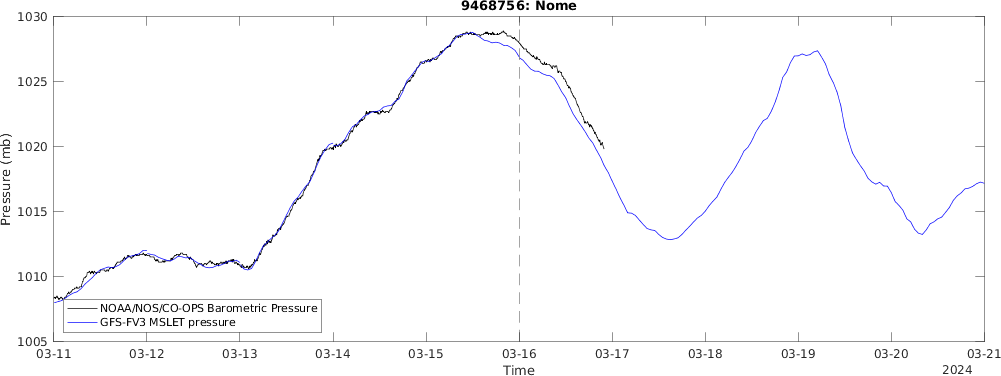 9468756: Nome
1030
1025
1020
1015
1010
1005
Pressure (mb)
NOAA/NOS/CO-OPS Barometric Pressure
GFS-FV3 MSLET pressure
03-11 03-12 03-13 03-14 03-15 03-16 03-17 03-18 03-19 03-20 03-21
Time
2024